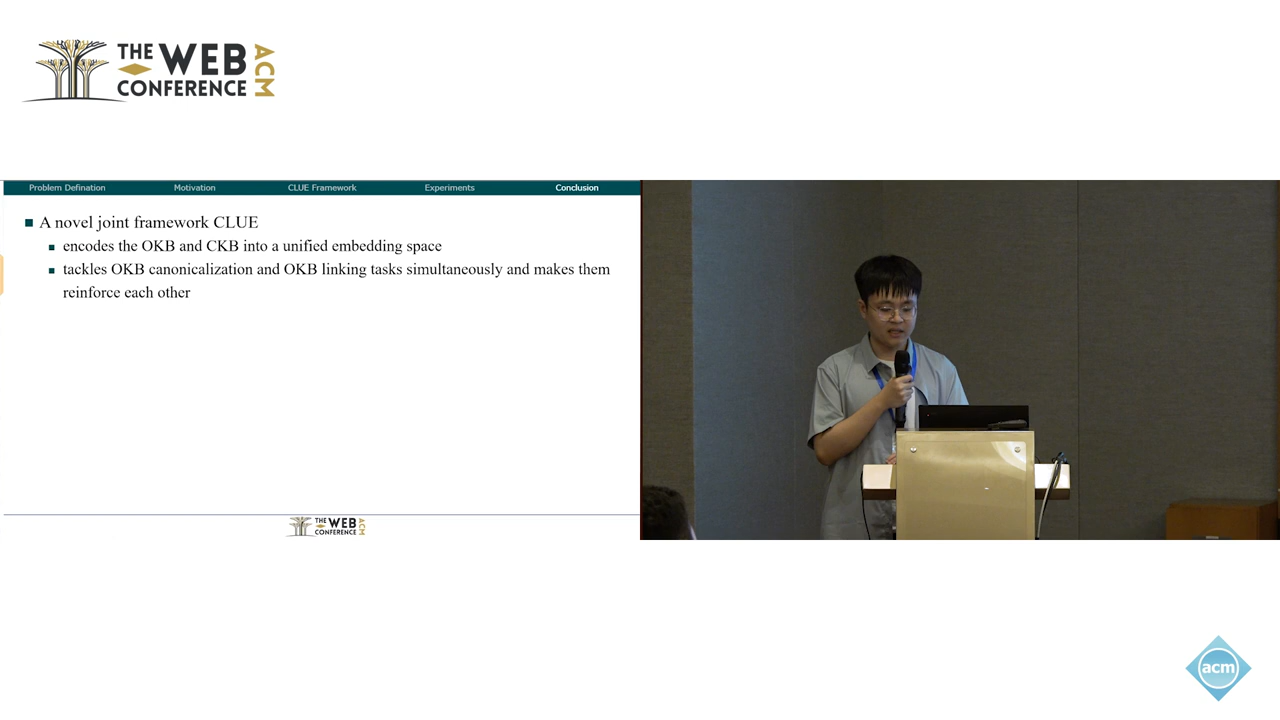 THE WEB
CONFERENCE
ACM
Problem Defination Motivation CLUE Framework Experiments Conclusion
A novel joint framework CLUE
encodes the OKB and CKB into a unified embedding space
tackles OKB canonicalization and OKB linking tasks simultaneously and makes them
reinforce each other
THE WEB
CONFERENCE
ACM
acm